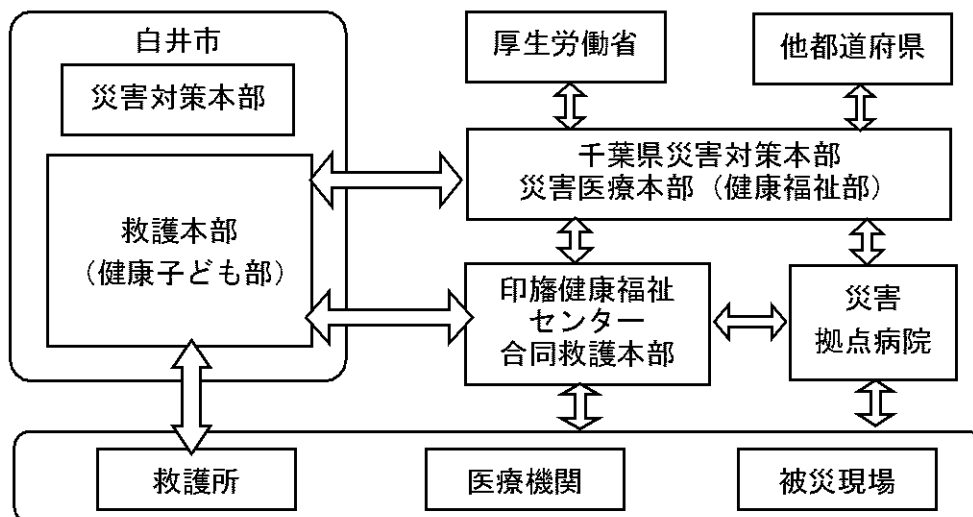 白井市
災害対策本部
救護本部
（健康子ども部）
厚生労働省
他都道府県
千葉県災害対策本部
災害医療本部（健康福祉部）
印旛健康福祉
センター
合同救護本部
災害
拠点病院
救護所
医療機関
被災現場